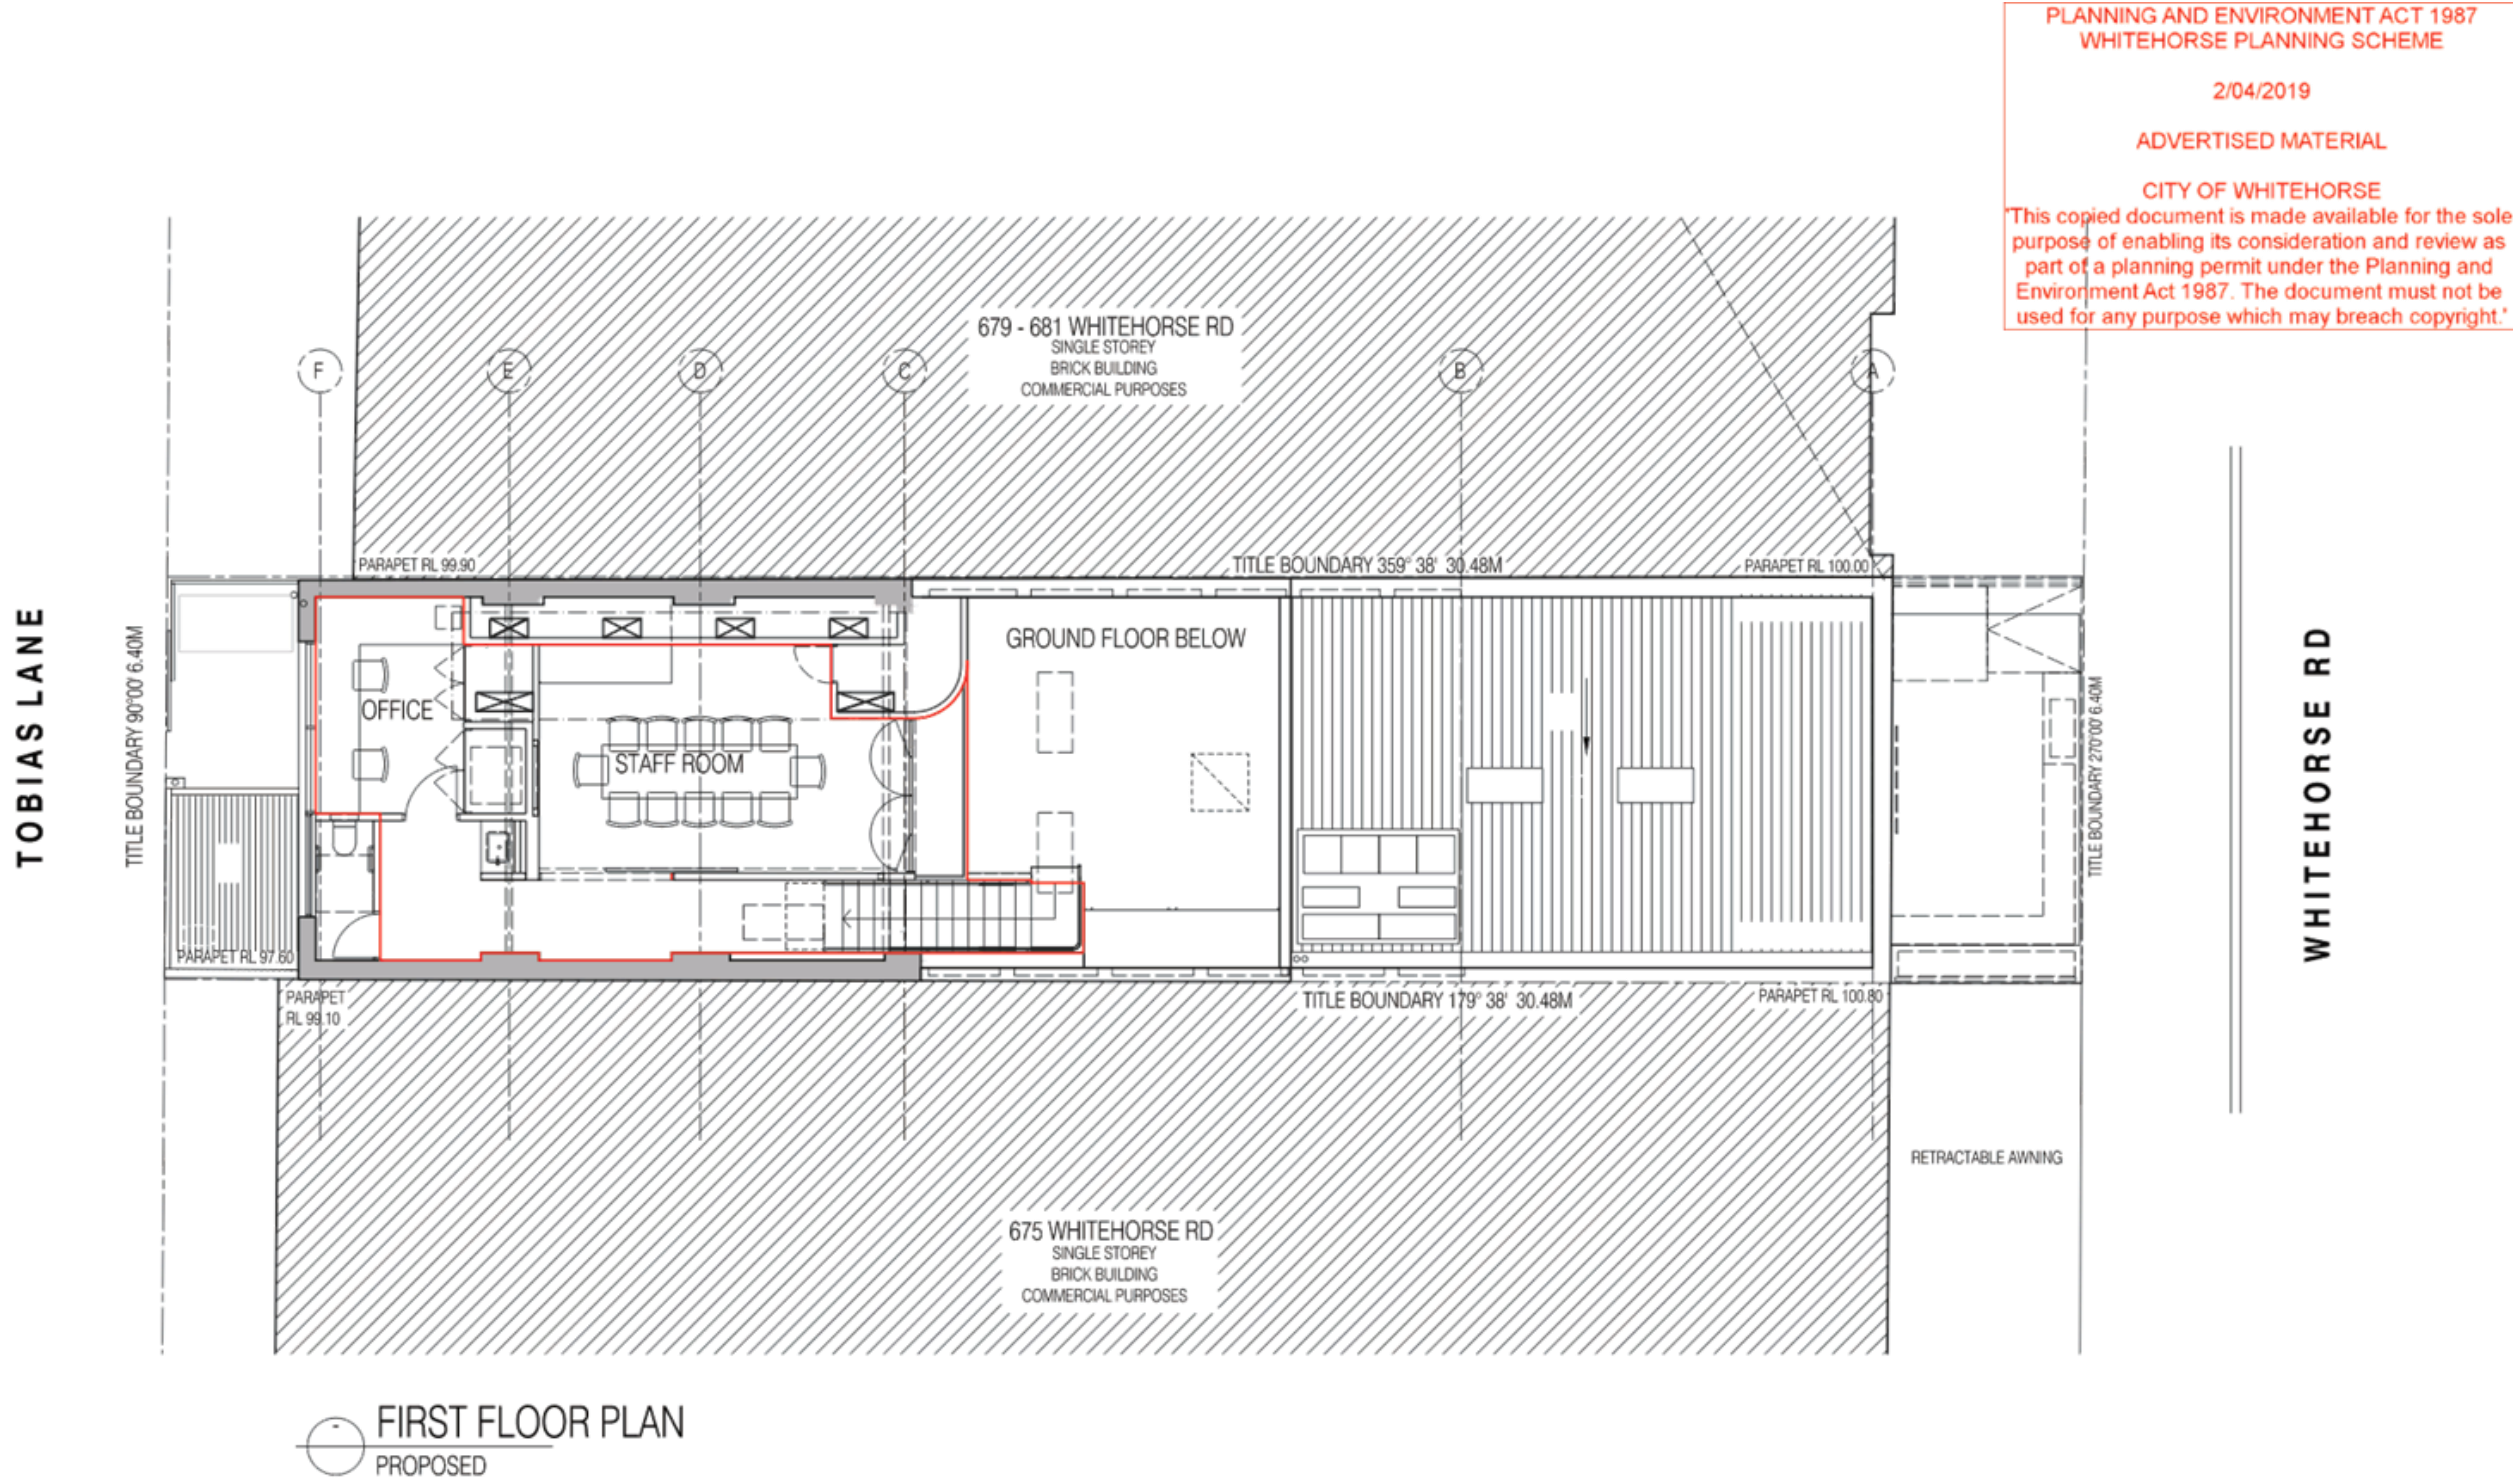 PLANNING AND ENVIRONMENT ACT 1987
WHITEHORSE PLANNING SCHEME
2/04/2019
ADVERTISED MATERIAL
CITY OF WHITEHORSE
"This copied document is made available for the sole
purpose of enabling its consideration and review as
part of a planning permit under the Planning and
Environment Act 1987. The document must not be
used for any purpose which may breach copyright."
679 - 681 WHITEHORSE RD
SINGLE STOREY
BRICK BUILDING
COMMERCIAL PURPOSES
F
E
D
C
B
A
PARAPET RL 99.90
TITLE BOUNDARY 359° 38' 30.48M
PARAPET RL 100.00
TOBIAS LANE
TITLE BOUNDARY 90°00' 6.40M
OFFICE
STAFF ROOM
GROUND FLOOR BELOW
TITLE BOUNDARY 270°00' 6.40M
WHITEHORSE RD
PARAPET RL 97.60
PARAPET
RL 99.10
TITLE BOUNDARY 179° 38' 30.48M
PARAPET RL 100.80
RETRACTABLE AWNING
675 WHITEHORSE RD
SINGLE STOREY
BRICK BUILDING
COMMERCIAL PURPOSES
-
FIRST FLOOR PLAN
PROPOSED